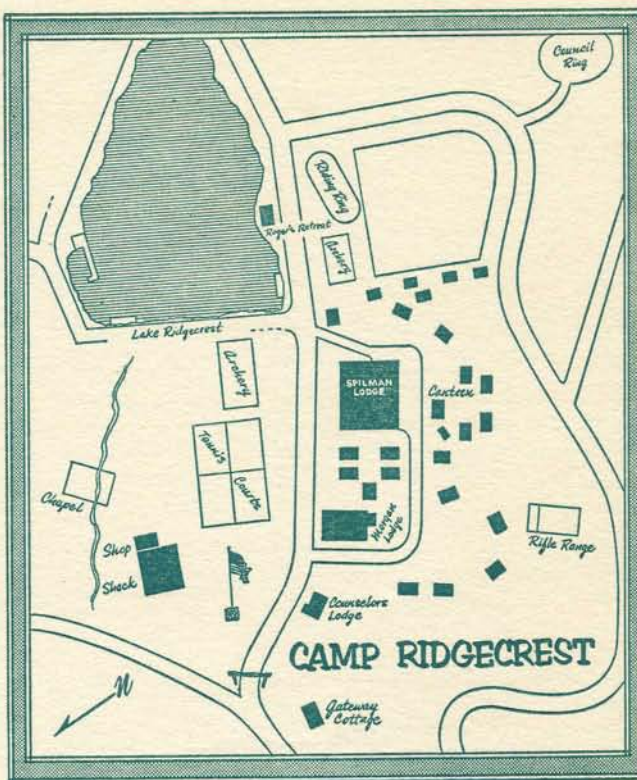 Council
Ring
Riding Ring
Roger's Retreat
Archery
Lake Ridgecrest
Archery
SPILMAN
LODGE
Canteen
Tennis
Courts
Chapel
Morgan
Lodge
Shop
Shack
Rifle Range
Counselors
Lodge
CAMP RIDGECREST
N
Gateway
Cottage